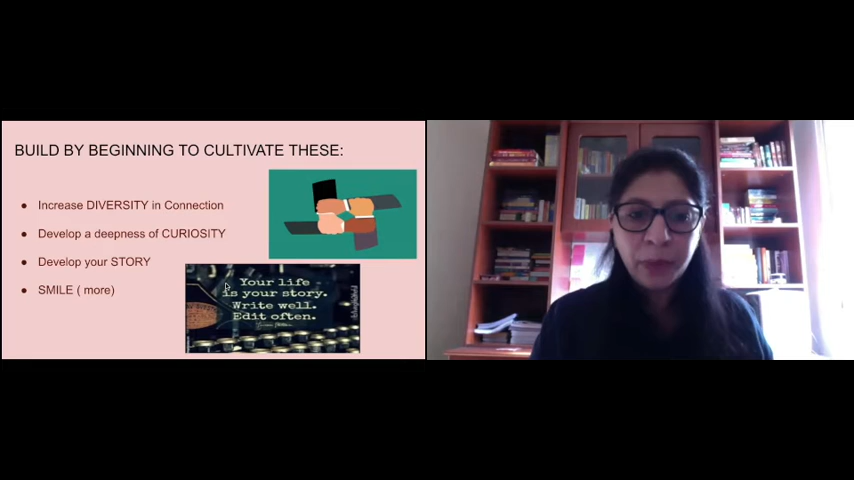 BUILD BY BEGINNING TO CULTIVATE THESE:
● Increase DIVERSITY in Connection
● Develop a deepness of CURIOSITY
● Develop your STORY
● SMILE ( more)
Your life
is your story.
Write well.
Edit often.